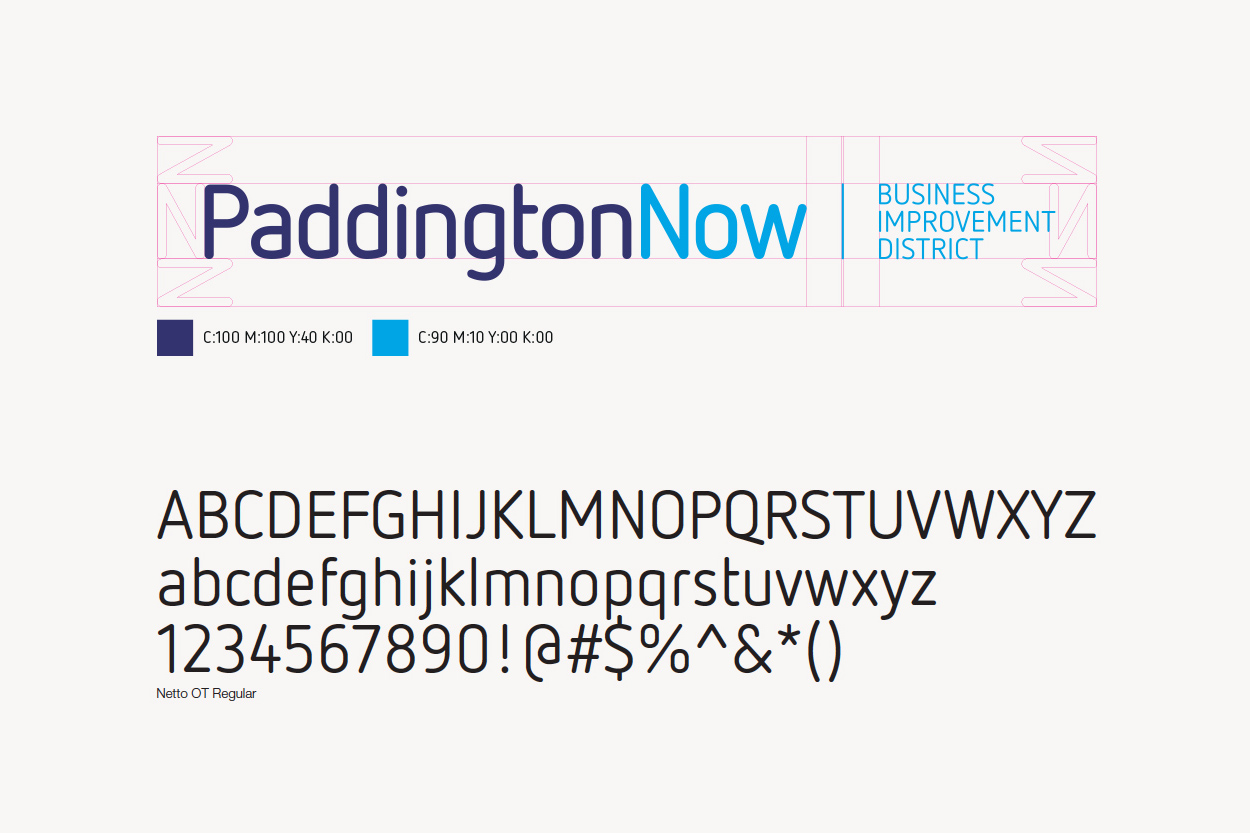 PaddingtonNow
BUSINESS
IMPROVEMENT
DISTRICT
C:100 M:100 Y:40 K:00
C:90 M:10 Y:00 K:00
ABCDEFGHIJKLMNOPQRSTUVWXYZ
abcdefghijklmnopqrstuvwxyz
1234567890!@#$%^&*()
Netto OT Regular